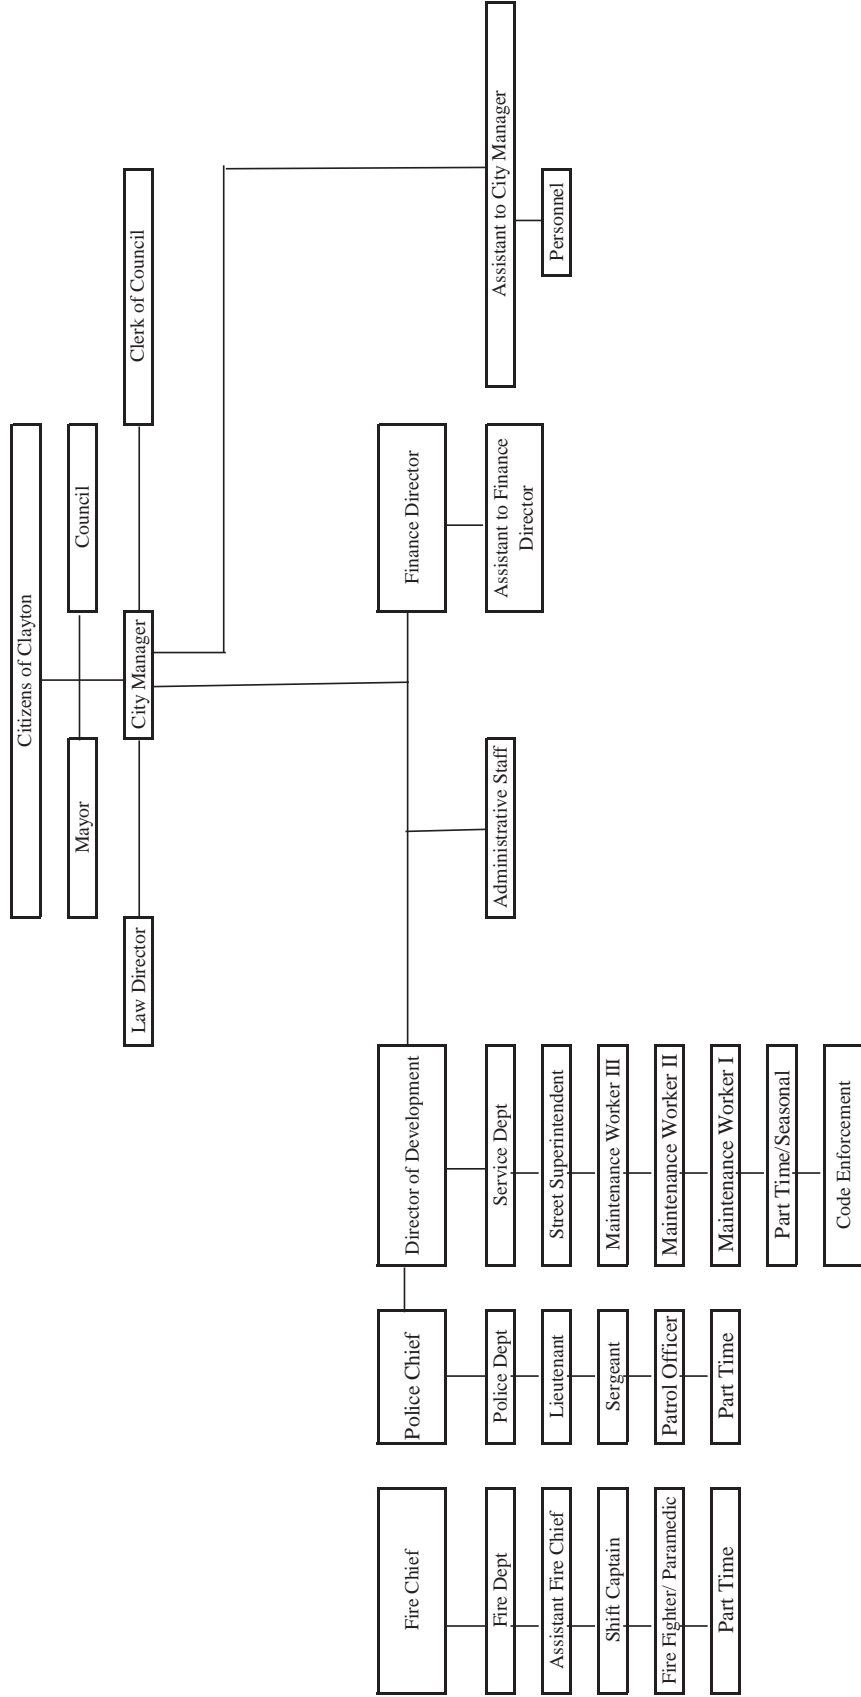 Citizens of Clayton
Mayor
Council
Law Director
City Manager
Clerk of Council
Fire Chief
Police Chief
Director of Development
Finance Director
Fire Dept
Police Dept
Service Dept
Administrative Staff
Assistant to Finance
Director
Assistant to City Manager
Assistant Fire Chief
Lieutenant
Street Superintendent
Personnel
Shift Captain
Sergeant
Maintenance Worker III
Fire Fighter/ Paramedic
Patrol Officer
Maintenance Worker II
Part Time
Part Time
Maintenance Worker I
Part Time/Seasonal
Code Enforcement